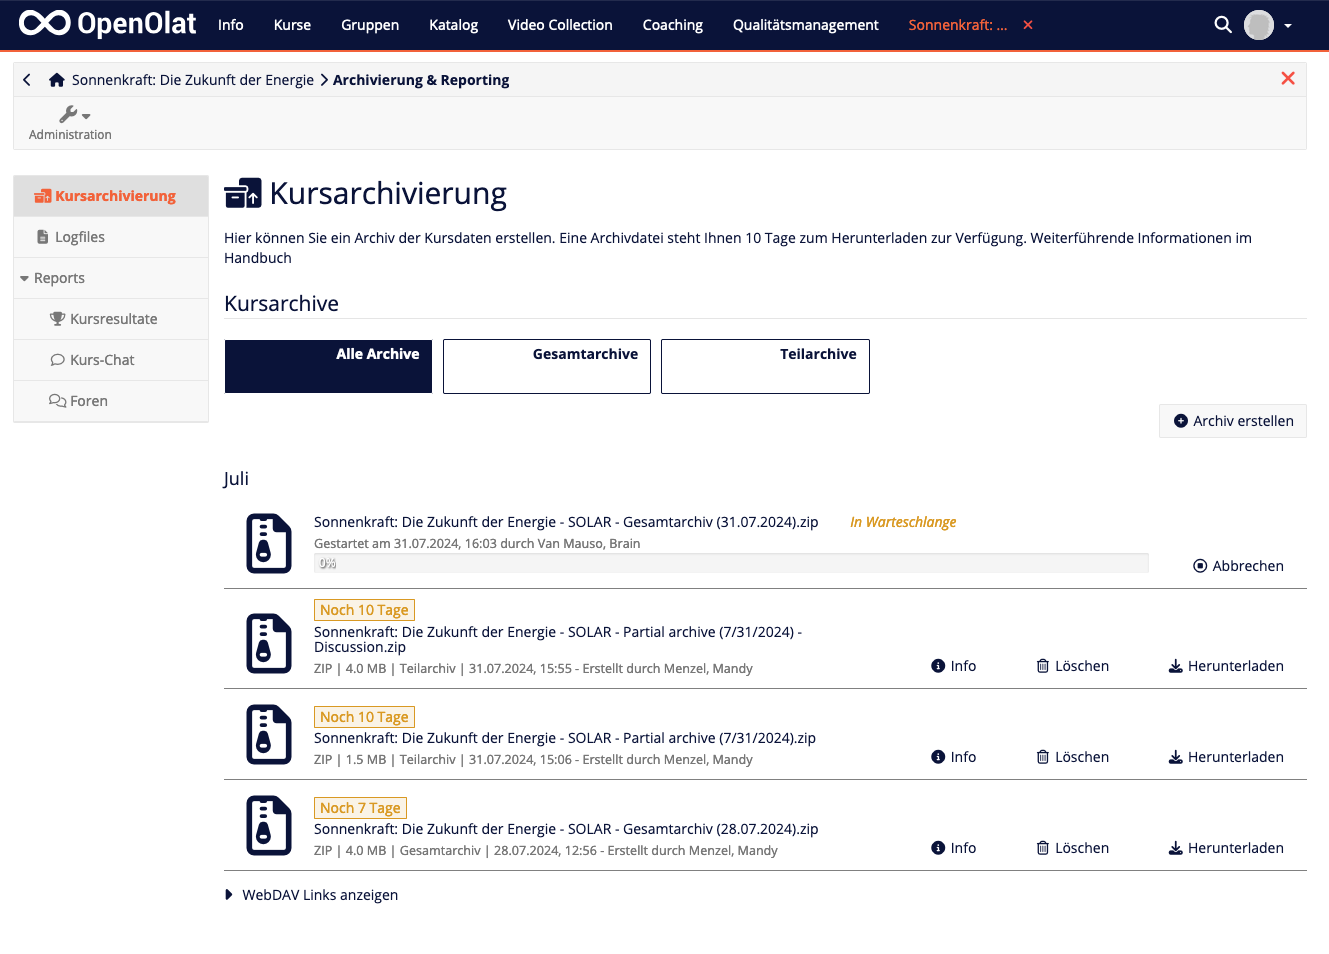 OpenOlat Info Kurse Gruppen Katalog Video Collection Coaching Qualitätsmanagement Sonnenkraft: ...
Sonnenkraft: Die Zukunft der Energie Archivierung & Reporting
Administration
Kursarchivierung
Logfiles
Reports
Kursresultate
Kurs-Chat
Foren
Kursarchivierung
Hier können Sie ein Archiv der Kursdaten erstellen. Eine Archivdatei steht Ihnen 10 Tage zum Herunterladen zur Verfügung. Weiterführende Informationen im
Handbuch
Kursarchive
Alle Archive Gesamtarchive Teilarchive
Archiv erstellen
Juli
Sonnenkraft: Die Zukunft der Energie - SOLAR - Gesamtarchiv (31.07.2024).zip In Warteschlange
Gestartet am 31.07.2024, 16:03 durch Van Mauso, Brain
0%
Abbrechen
Noch 10 Tage
Sonnenkraft: Die Zukunft der Energie - SOLAR - Partial archive (7/31/2024) -
Discussion.zip
ZIP | 4.0 MB | Teilarchiv | 31.07.2024, 15:55 - Erstellt durch Menzel, Mandy
Info Löschen Herunterladen
Noch 10 Tage
Sonnenkraft: Die Zukunft der Energie - SOLAR - Partial archive (7/31/2024).zip
ZIP | 1.5 MB | Teilarchiv | 31.07.2024, 15:06 - Erstellt durch Menzel, Mandy
Info Löschen Herunterladen
Noch 7 Tage
Sonnenkraft: Die Zukunft der Energie - SOLAR - Gesamtarchiv (28.07.2024).zip
ZIP | 4.0 MB | Gesamtarchiv | 28.07.2024, 12:56 - Erstellt durch Menzel, Mandy
Info Löschen Herunterladen
WebDAV Links anzeigen